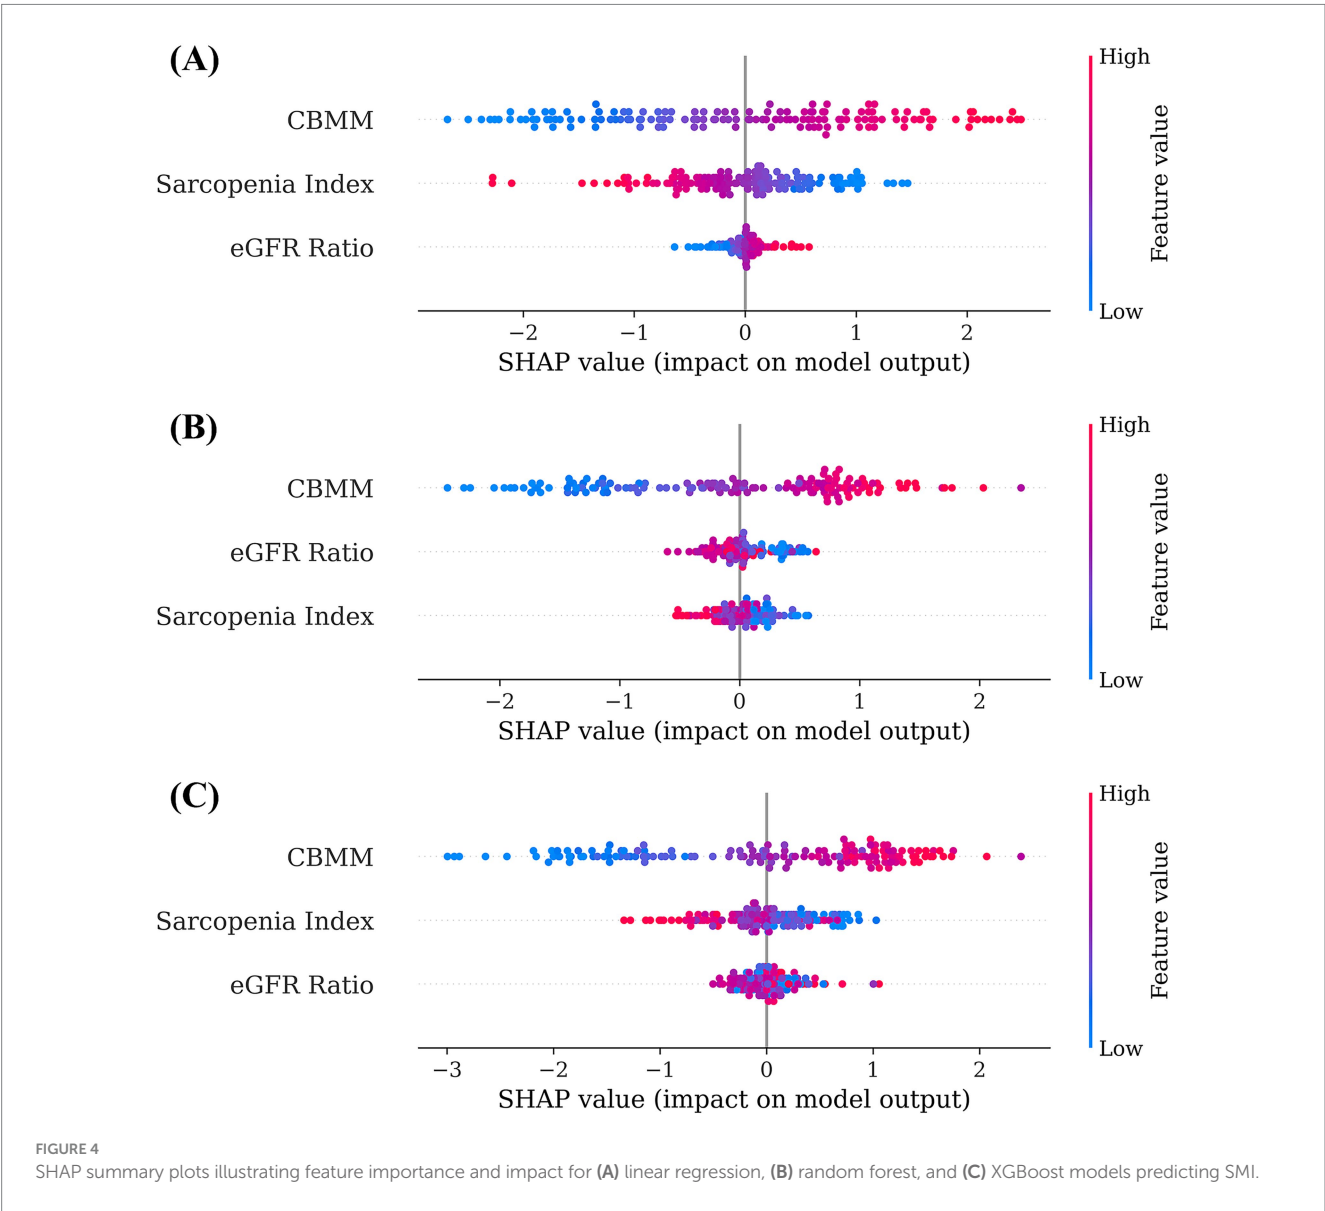 (A)
High
CBMM
Sarcopenia Index
eGFR Ratio
Feature value
Low
−2 −1 0 1 2
SHAP value (impact on model output)
(B)
High
CBMM
eGFR Ratio
Sarcopenia Index
Feature value
Low
−2 −1 0 1 2
SHAP value (impact on model output)
(C)
High
CBMM
Sarcopenia Index
eGFR Ratio
Feature value
Low
−3 −2 −1 0 1 2
SHAP value (impact on model output)
FIGURE 4
SHAP summary plots illustrating feature importance and impact for (A) linear regression, (B) random forest, and (C) XGBoost models predicting SMI.